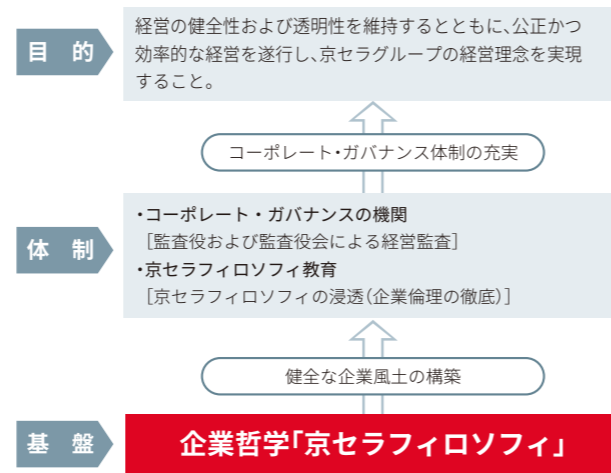 目 的
経営の健全性および透明性を維持するとともに、公正かつ
効率的な経営を遂行し、京セラグループの経営理念を実現
すること。
コーポレート・ガバナンス体制の充実
体 制
・コーポレート・ガバナンスの機関
［監査役および監査役会による経営監査］
・京セラフィロソフィ教育
［京セラフィロソフィの浸透（企業倫理の徹底）］
健全な企業風土の構築
基 盤
企業哲学「京セラフィロソフィ」